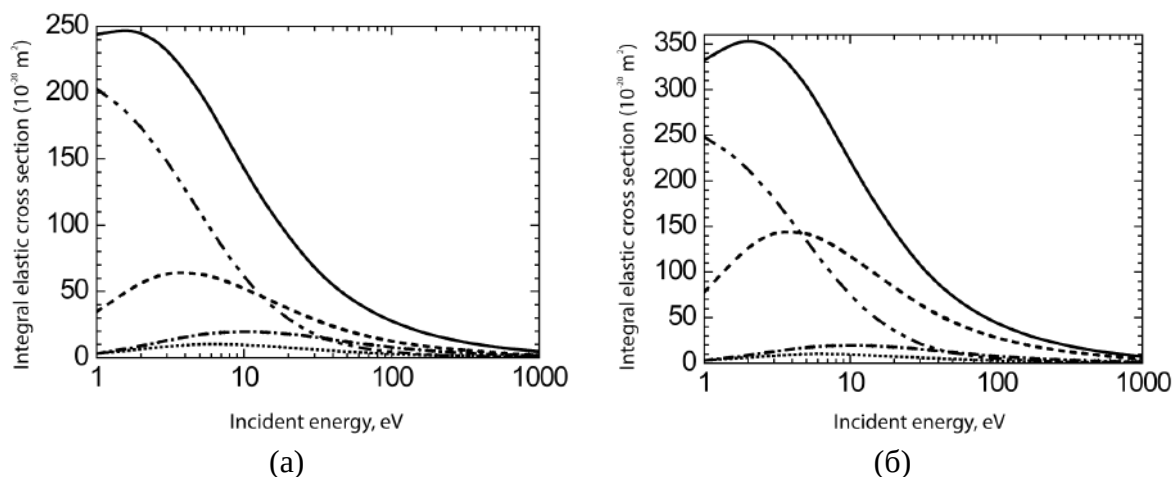 250
200
150
100
50
0
Integral elastic cross section (10⁻²⁰ m²)
1 10 100 1000
Incident energy, eV
(а)
350
300
250
200
150
100
50
0
Integral elastic cross section (10⁻²⁰ m²)
1 10 100 1000
Incident energy, eV
(б)